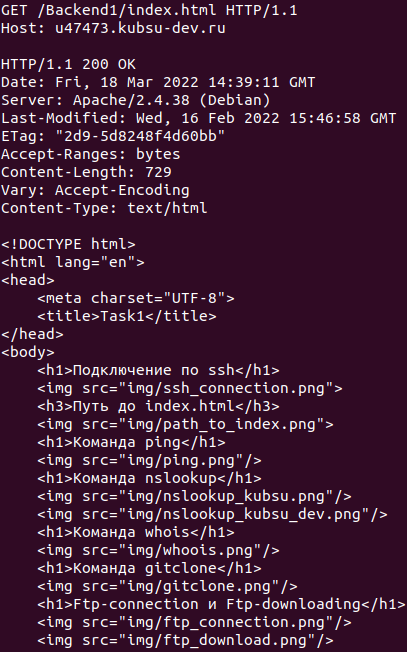 GET /Backend1/index.html HTTP/1.1
Host: u47473.kubsu-dev.ru

HTTP/1.1 200 OK
Date: Fri, 18 Mar 2022 14:39:11 GMT
Server: Apache/2.4.38 (Debian)
Last-Modified: Wed, 16 Feb 2022 15:46:58 GMT
ETag: "2d9-5d8248f4d60bb"
Accept-Ranges: bytes
Content-Length: 729
Vary: Accept-Encoding
Content-Type: text/html

<!DOCTYPE html>
<html lang="en">
<head>
    <meta charset="UTF-8">
    <title>Task1</title>
</head>
<body>
    <h1>Подключение по ssh</h1>
    <img src="img/ssh_connection.png">
    <h3>Путь до index.html</h3>
    <img src="img/path_to_index.png">
    <h1>Команда ping</h1>
    <img src="img/ping.png"/>
    <h1>Команда nslookup</h1>
    <img src="img/nslookup_kubsu.png"/>
    <img src="img/nslookup_kubsu_dev.png"/>
    <h1>Команда whois</h1>
    <img src="img/whoois.png"/>
    <h1>Команда gitclone</h1>
    <img src="img/gitclone.png"/>
    <h1>Ftp-connection и Ftp-downloading</h1>
    <img src="img/ftp_connection.png"/>
    <img src="img/ftp_download.png"/>